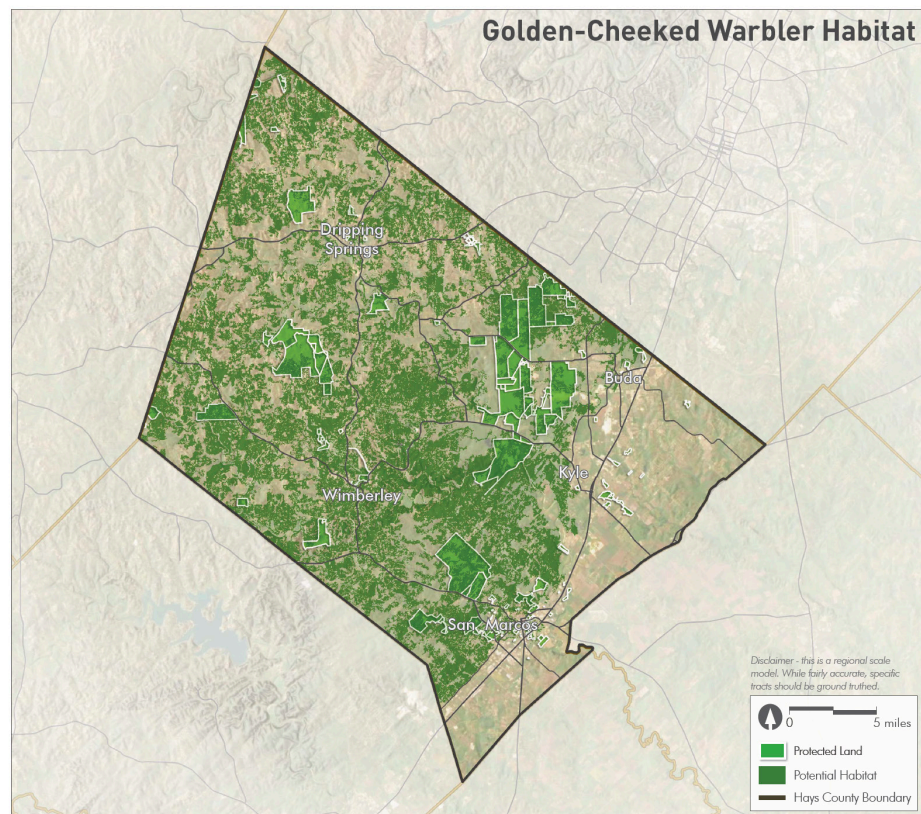 Golden-Cheeked Warbler Habitat
Dripping
Springs
Buda
Kyle
Wimberley
San Marcos
Disclaimer - this is a regional scale
model. While fairly accurate, specific
tracts should be ground truthed.
0 5 miles
Protected Land
Potential Habitat
Hays County Boundary